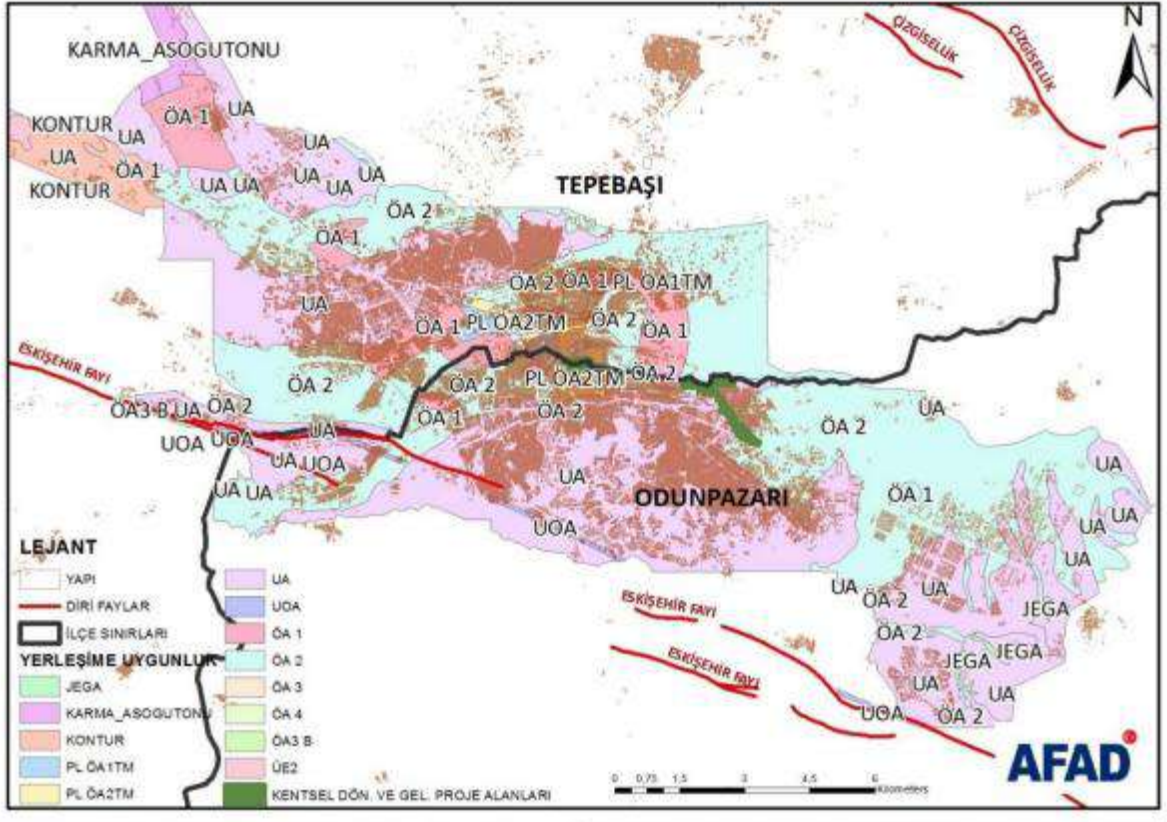 N
ÇİZGİSELLİK
ÇİZGİSELLİK
KARMA_ASOGUTONU
ÖA 1
UA
KONTUR
UA
UA
UA
ÖA 1
KONTUR
UA UA
UA
UA
UA
TEPEBAŞI
ÖA 2
ÖA 1
ÖA 2
ÖA 1
PL ÖA1TM
UA
ÖA 1
PL ÖA2TM
ÖA 2
ÖA 1
ESKİŞEHİR FAYI
ÖA 2
ÖA 2
PL ÖA2TM
ÖA 2
ÖA3 B
UA
ÖA 2
ÖA 1
ÖA 2
UA
UOA
UOA
UA
ÖA 2
UA
UOA
UA
UA
UA
UA
ODUNPAZARI
ÖA 1
UA
UA
UOA
UA
UA
ÖA 2
UA
JEGA
ESKİŞEHİR FAYI
ÖA 2
JEGA
JEGA
ESKİŞEHİR FAYI
UA
UA
UOA
ÖA 2
LEJANT
YAPI
DİRİ FAYLAR
İLÇE SINIRLARI
YERLEŞİME UYGUNLUK
JEGA
KARMA_ASOGUTONU
KONTUR
PL ÖA1TM
PL ÖA2TM
UA
UOA
ÖA 1
ÖA 2
ÖA 3
ÖA 4
ÖA3 B
ÜE2
KENTSEL DÖN. VE GEL. PROJE ALANLARI
0 0,75 1,5 3 4,5 6
Kilometers
AFAD